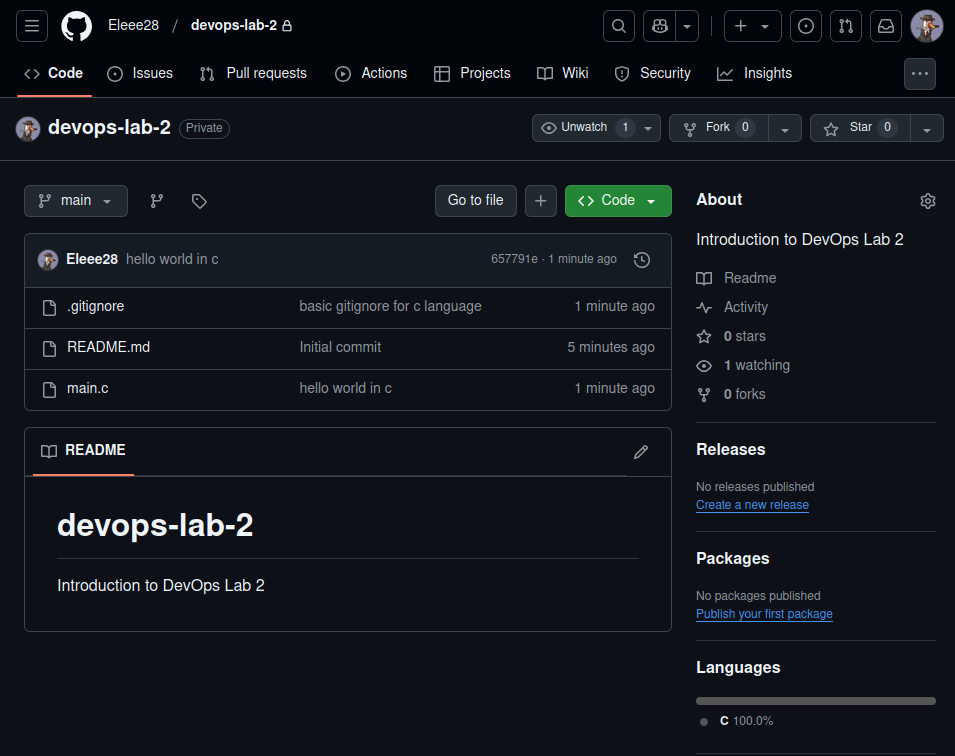 Eleee28 / devops-lab-2
Code Issues Pull requests Actions Projects Wiki Security Insights
devops-lab-2 Private Unwatch 1 Fork 0 Star 0
main Go to file Code
Eleee28 hello world in c 657791e · 1 minute ago
.gitignore basic gitignore for c language 1 minute ago
README.md Initial commit 5 minutes ago
main.c hello world in c 1 minute ago
README
devops-lab-2
Introduction to DevOps Lab 2
About
Introduction to DevOps Lab 2
Readme
Activity
0 stars
1 watching
0 forks
Releases
No releases published
Create a new release
Packages
No packages published
Publish your first package
Languages
C 100.0%